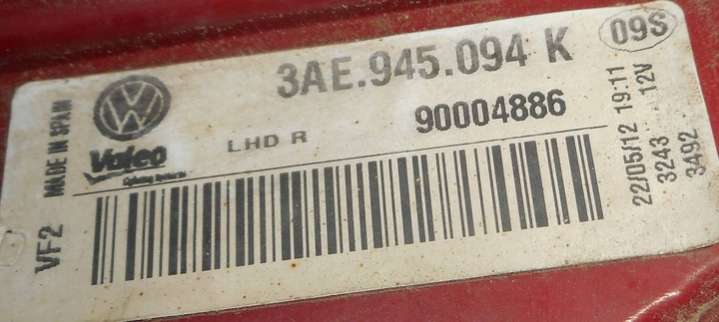 3AE.945.094 K
09S
LHD R
90004886
Valeo
MADE IN SPAIN
VF2
22/05/12 19:11
3243 12V
3492